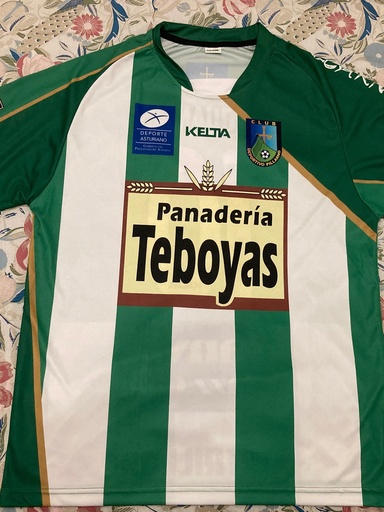 DEPORTE
ASTURIANO
KELTA
CLUB
Panadería
Teboyas